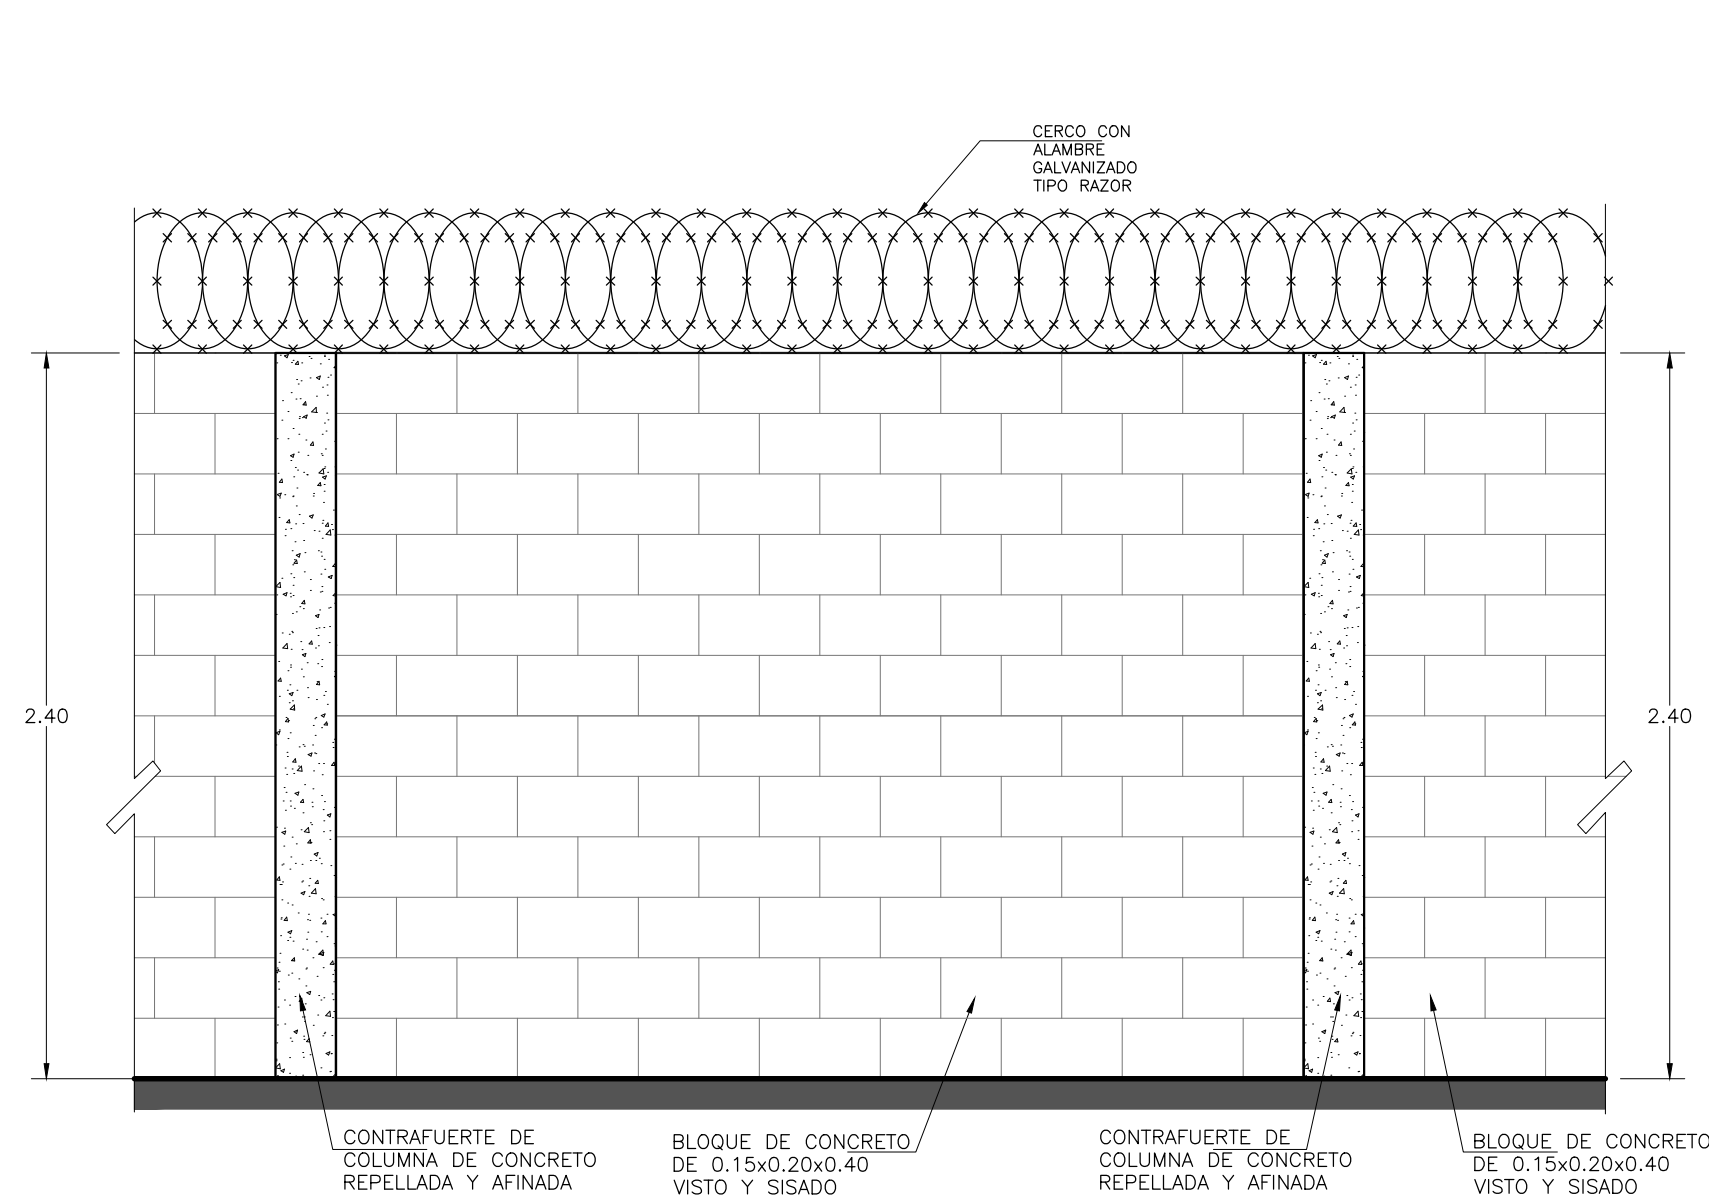 CERCO CON
ALAMBRE
GALVANIZADO
TIPO RAZOR
2.40
2.40
CONTRAFUERTE DE
COLUMNA DE CONCRETO
REPELLADA Y AFINADA
BLOQUE DE CONCRETO
DE 0.15x0.20x0.40
VISTO Y SISADO
CONTRAFUERTE DE
COLUMNA DE CONCRETO
REPELLADA Y AFINADA
BLOQUE DE CONCRETO
DE 0.15x0.20x0.40
VISTO Y SISADO